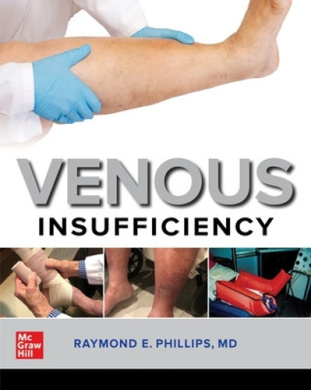 VENOUS
INSUFFICIENCY
Mc
Graw
Hill
RAYMOND E. PHILLIPS, MD